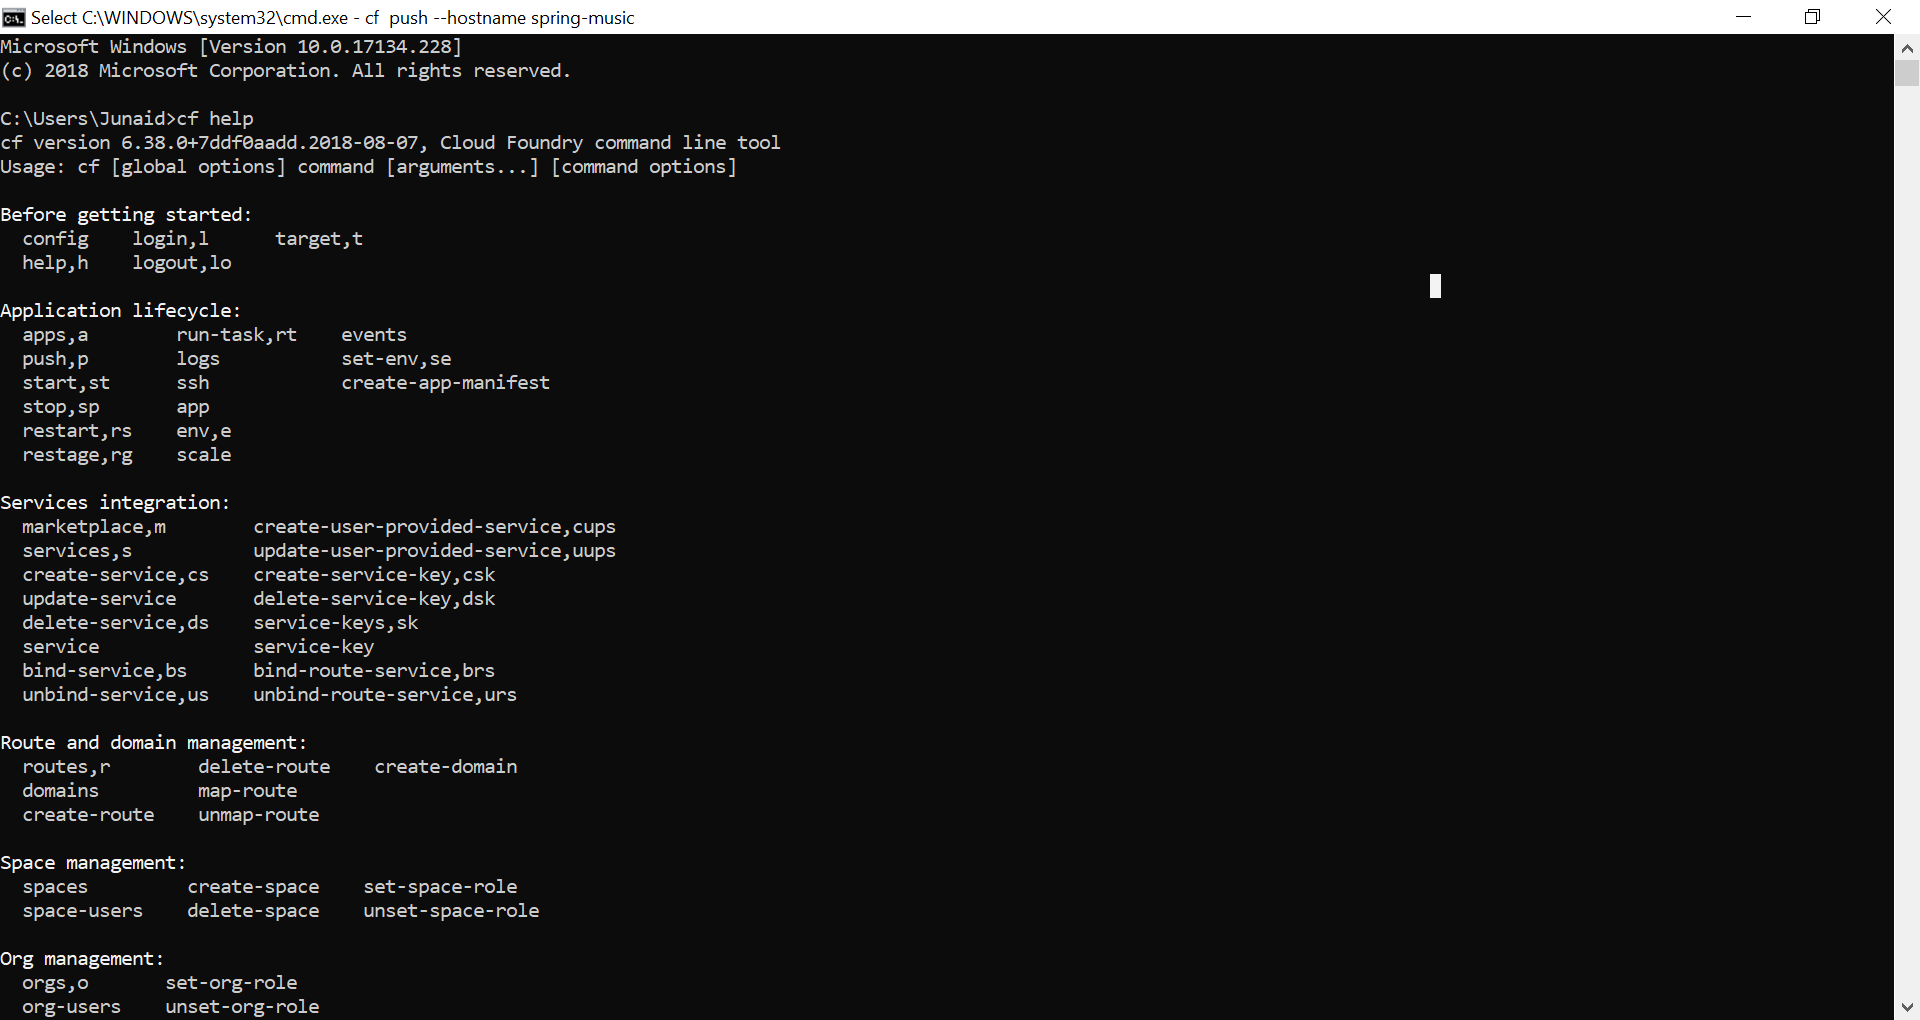 Select C:\WINDOWS\system32\cmd.exe - cf  push --hostname spring-music
Microsoft Windows [Version 10.0.17134.228]
(c) 2018 Microsoft Corporation. All rights reserved.
C:\Users\Junaid>cf help
cf version 6.38.0+7ddf0aadd.2018-08-07, Cloud Foundry command line tool
Usage: cf [global options] command [arguments...] [command options]
Before getting started:
  config    login,l      target,t
  help,h    logout,lo
Application lifecycle:
  apps,a        run-task,rt    events
  push,p        logs           set-env,se
  start,st      ssh            create-app-manifest
  stop,sp       app
  restart,rs    env,e
  restage,rg    scale
Services integration:
  marketplace,m        create-user-provided-service,cups
  services,s           update-user-provided-service,uups
  create-service,cs    create-service-key,csk
  update-service       delete-service-key,dsk
  delete-service,ds    service-keys,sk
  service              service-key
  bind-service,bs      bind-route-service,brs
  unbind-service,us    unbind-route-service,urs
Route and domain management:
  routes,r        delete-route    create-domain
  domains         map-route
  create-route    unmap-route
Space management:
  spaces         create-space    set-space-role
  space-users    delete-space    unset-space-role
Org management:
  orgs,o       set-org-role
  org-users    unset-org-role